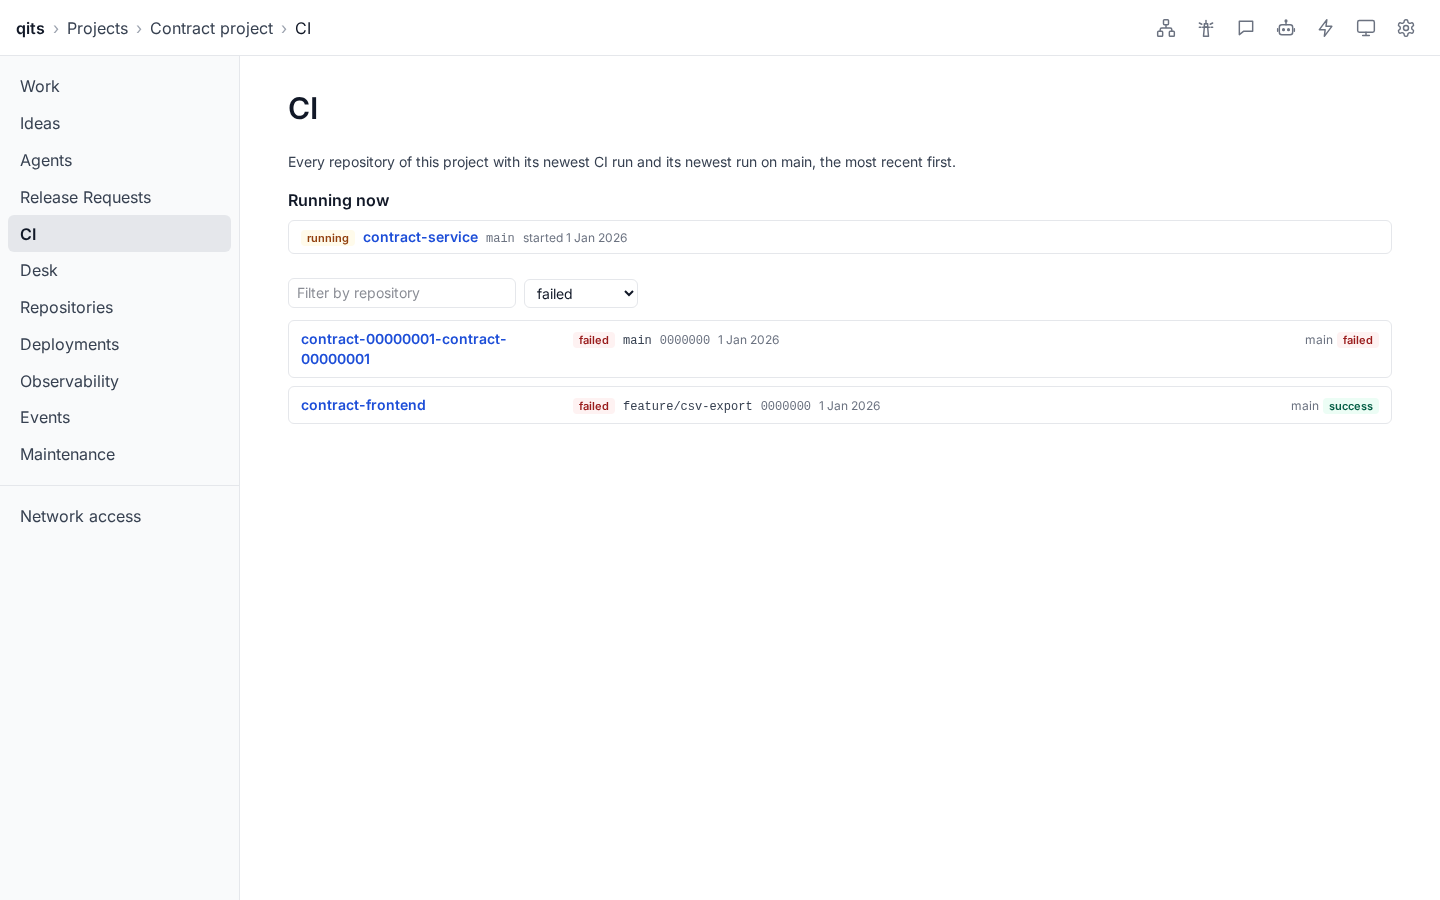 qits › Projects › Contract project › CI
Work
Ideas
Agents
Release Requests
CI
Desk
Repositories
Deployments
Observability
Events
Maintenance
Network access
CI
Every repository of this project with its newest CI run and its newest run on main, the most recent first.
Running now
running contract-service main started 1 Jan 2026
Filter by repository failed
contract-00000001-contract-
00000001 failed main 0000000 1 Jan 2026 main failed
contract-frontend failed feature/csv-export 0000000 1 Jan 2026 main success